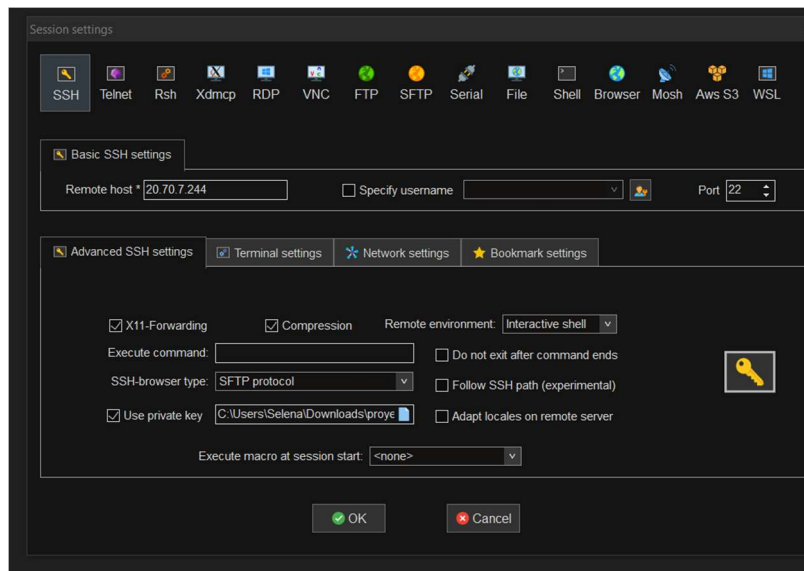 Session settings
SSH Telnet Rsh Xdmcp RDP VNC FTP SFTP Serial File Shell Browser Mosh Aws S3 WSL
Basic SSH settings
Remote host * 20.70.7.244 Specify username Port 22
Advanced SSH settings Terminal settings Network settings Bookmark settings
X11-Forwarding Compression Remote environment: Interactive shell
Execute command: Do not exit after command ends
SSH-browser type: SFTP protocol Follow SSH path (experimental)
Use private key C:\Users\Selena\Downloads\proye Adapt locales on remote server
Execute macro at session start: <none>
OK Cancel